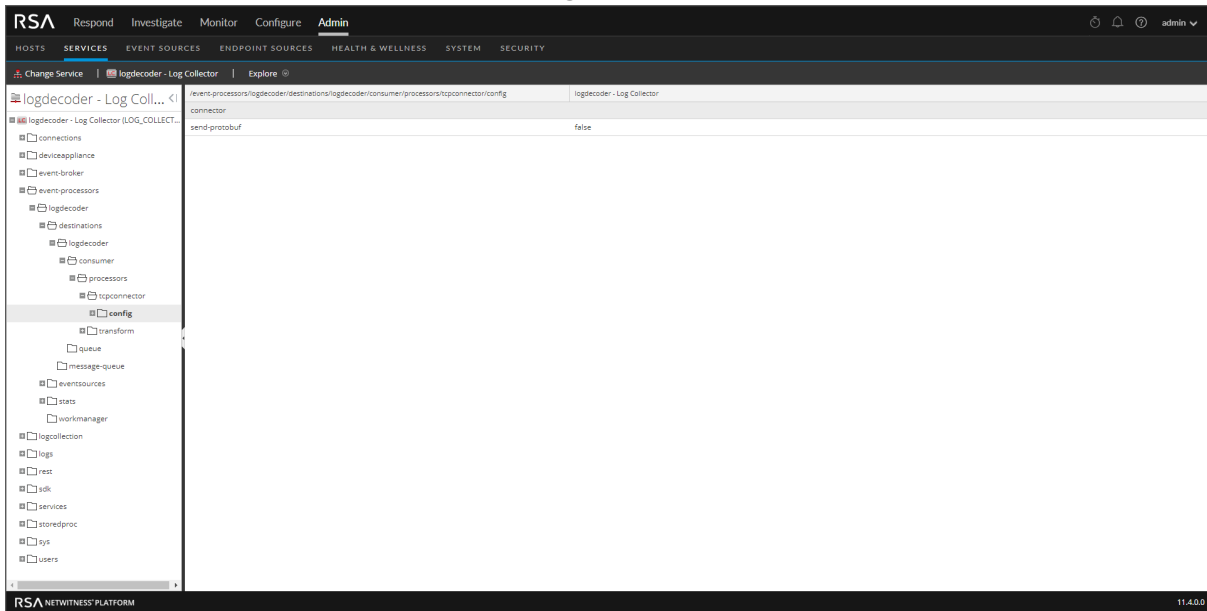 RSA Respond Investigate Monitor Configure Admin admin
HOSTS SERVICES EVENT SOURCES ENDPOINT SOURCES HEALTH & WELLNESS SYSTEM SECURITY
Change Service | logdecoder - Log Collector | Explore
logdecoder - Log Coll...
/event-processors/logdecoder/destinations/logdecoder/consumer/processors/tcpconnector/config logdecoder - Log Collector
connector
send-protobuf false
logdecoder - Log Collector (LOG_COLLECT...
connections
deviceappliance
event-broker
event-processors
logdecoder
destinations
logdecoder
consumer
processors
tcpconnector
config
transform
queue
message-queue
eventsources
stats
workmanager
logcollection
logs
rest
sdk
services
storedproc
sys
users
RSA NETWITNESS® PLATFORM 11.4.0.0